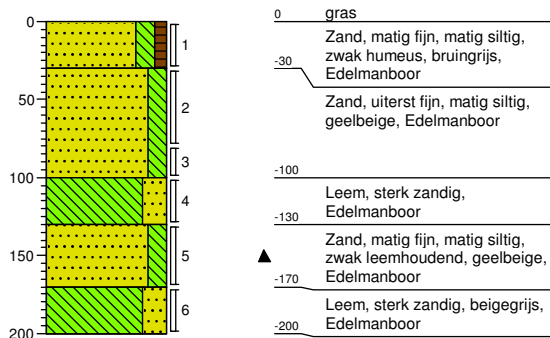 0
50
100
150
200
1
2
3
4
5
6
0 gras
Zand, matig fijn, matig siltig,
zwak humeus, bruingrijs,
Edelmanboor
-30
Zand, uiterst fijn, matig siltig,
geelbeige, Edelmanboor
-100
Leem, sterk zandig,
Edelmanboor
-130
Zand, matig fijn, matig siltig,
zwak leemhoudend, geelbeige,
Edelmanboor
-170
Leem, sterk zandig, beigegrijs,
Edelmanboor
-200